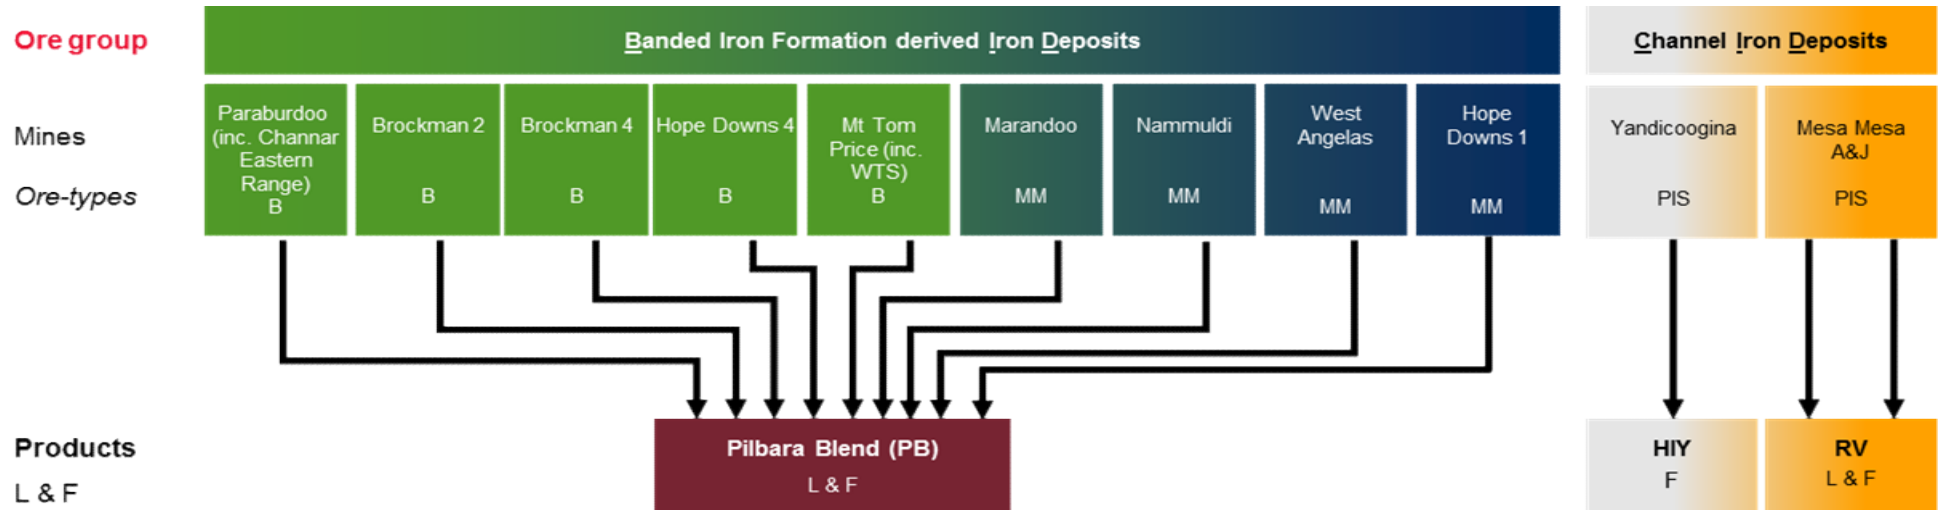 Ore group
Banded Iron Formation derived Iron Deposits
Channel Iron Deposits
Mines
Ore-types
Paraburdoo
(inc. Channar
Eastern
Range)
B
Brockman 2
B
Brockman 4
B
Hope Downs 4
B
Mt Tom
Price (inc.
WTS)
B
Marandoo
MM
Nammuldi
MM
West
Angelas
MM
Hope
Downs 1
MM
Yandicoogina
PIS
Mesa Mesa
A&J
PIS
Products
L & F
Pilbara Blend (PB)
L & F
HIY
F
RV
L & F